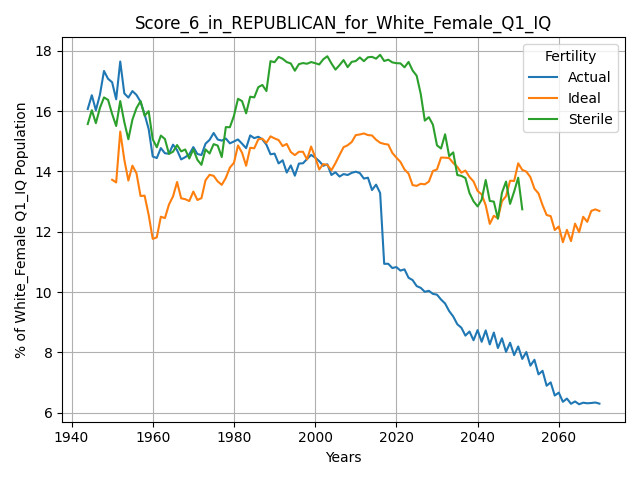 Score_6_in_REPUBLICAN_for_White_Female_Q1_IQ
% of White_Female Q1_IQ Population
18
16
14
12
10
8
6
Fertility
Actual
Ideal
Sterile
1940 1960 1980 2000 2020 2040 2060
Years